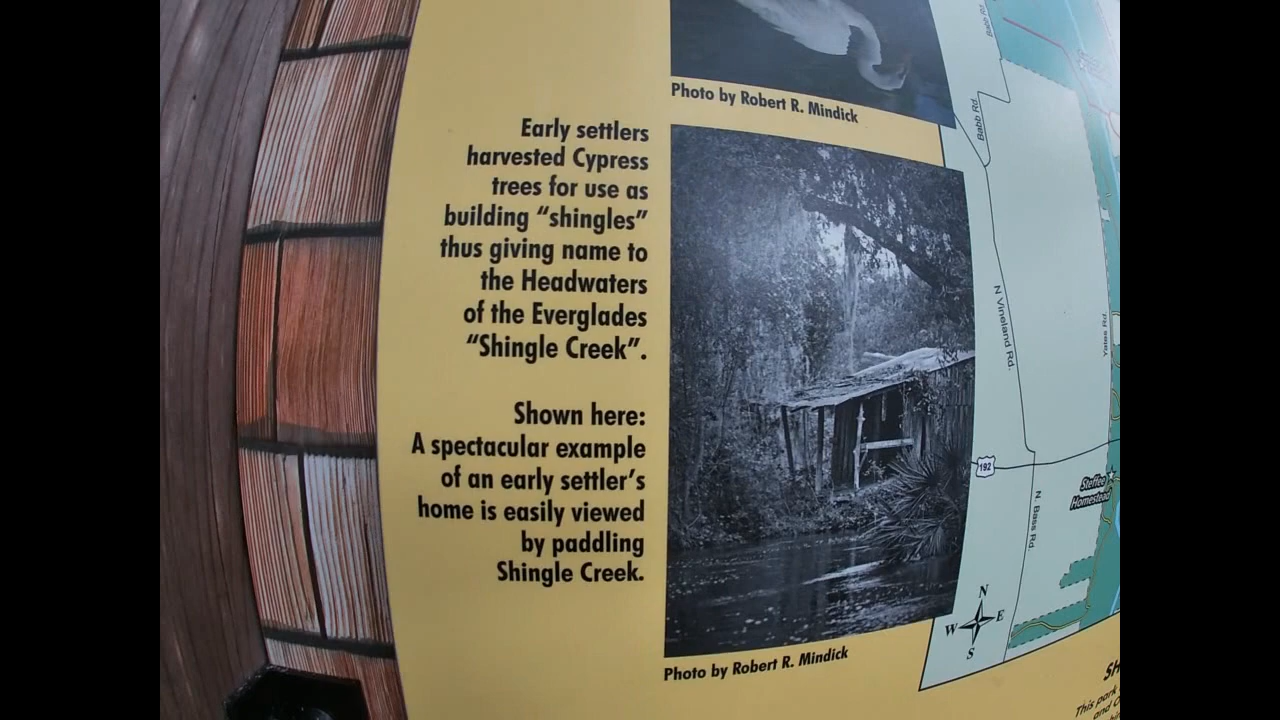 Photo by Robert R. Mindick
Early settlers
harvested Cypress
trees for use as
building “shingles”
thus giving name to
the Headwaters
of the Everglades
“Shingle Creek”.
Shown here:
A spectacular example
of an early settler’s
home is easily viewed
by paddling
Shingle Creek.
Photo by Robert R. Mindick
Babb Rd.
Babb Rd.
N Vineland Rd.
Yates Rd.
192
Steffee
Homestead
N. Bass Rd
N
W
E
S
This park
and